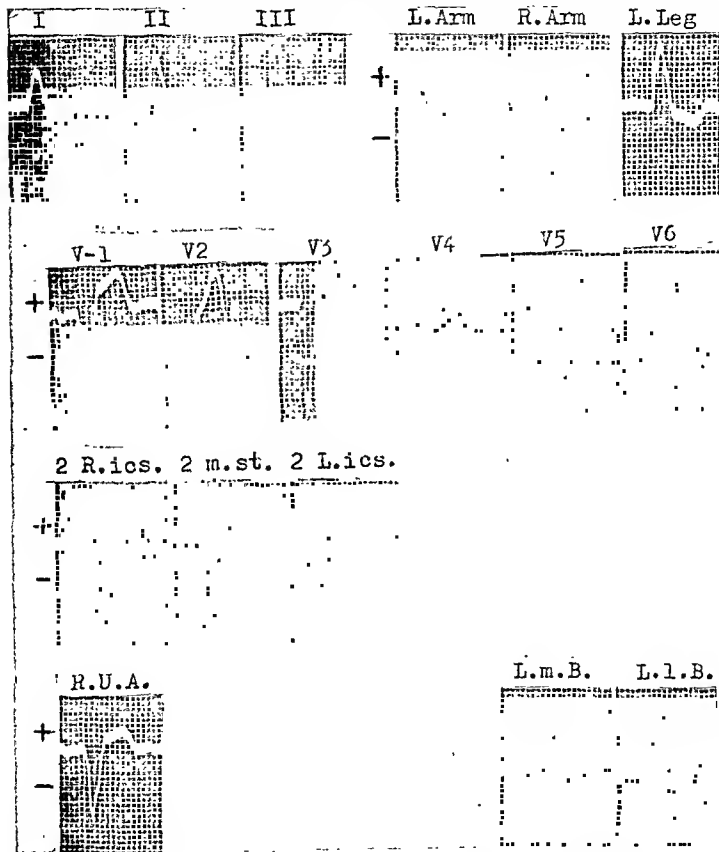 I II III L.Arm R.Arm L.Leg
+
−
V-1 V2 V3 V4 V5 V6
+
−
2 R.ics. 2 m.st. 2 L.ics.
+
−
R.U.A. L.m.B. L.l.B.
+
−